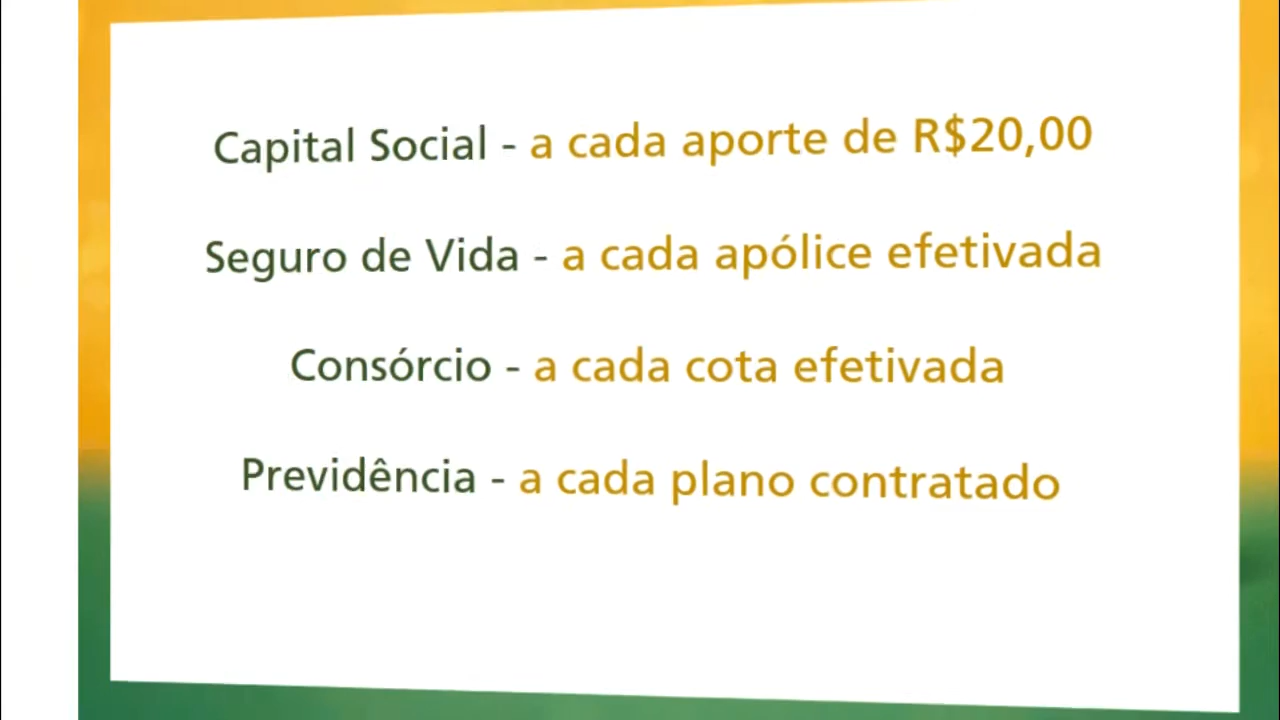 Capital Social - a cada aporte de R$20,00
Seguro de Vida - a cada apólice efetivada
Consórcio - a cada cota efetivada
Previdência - a cada plano contratado